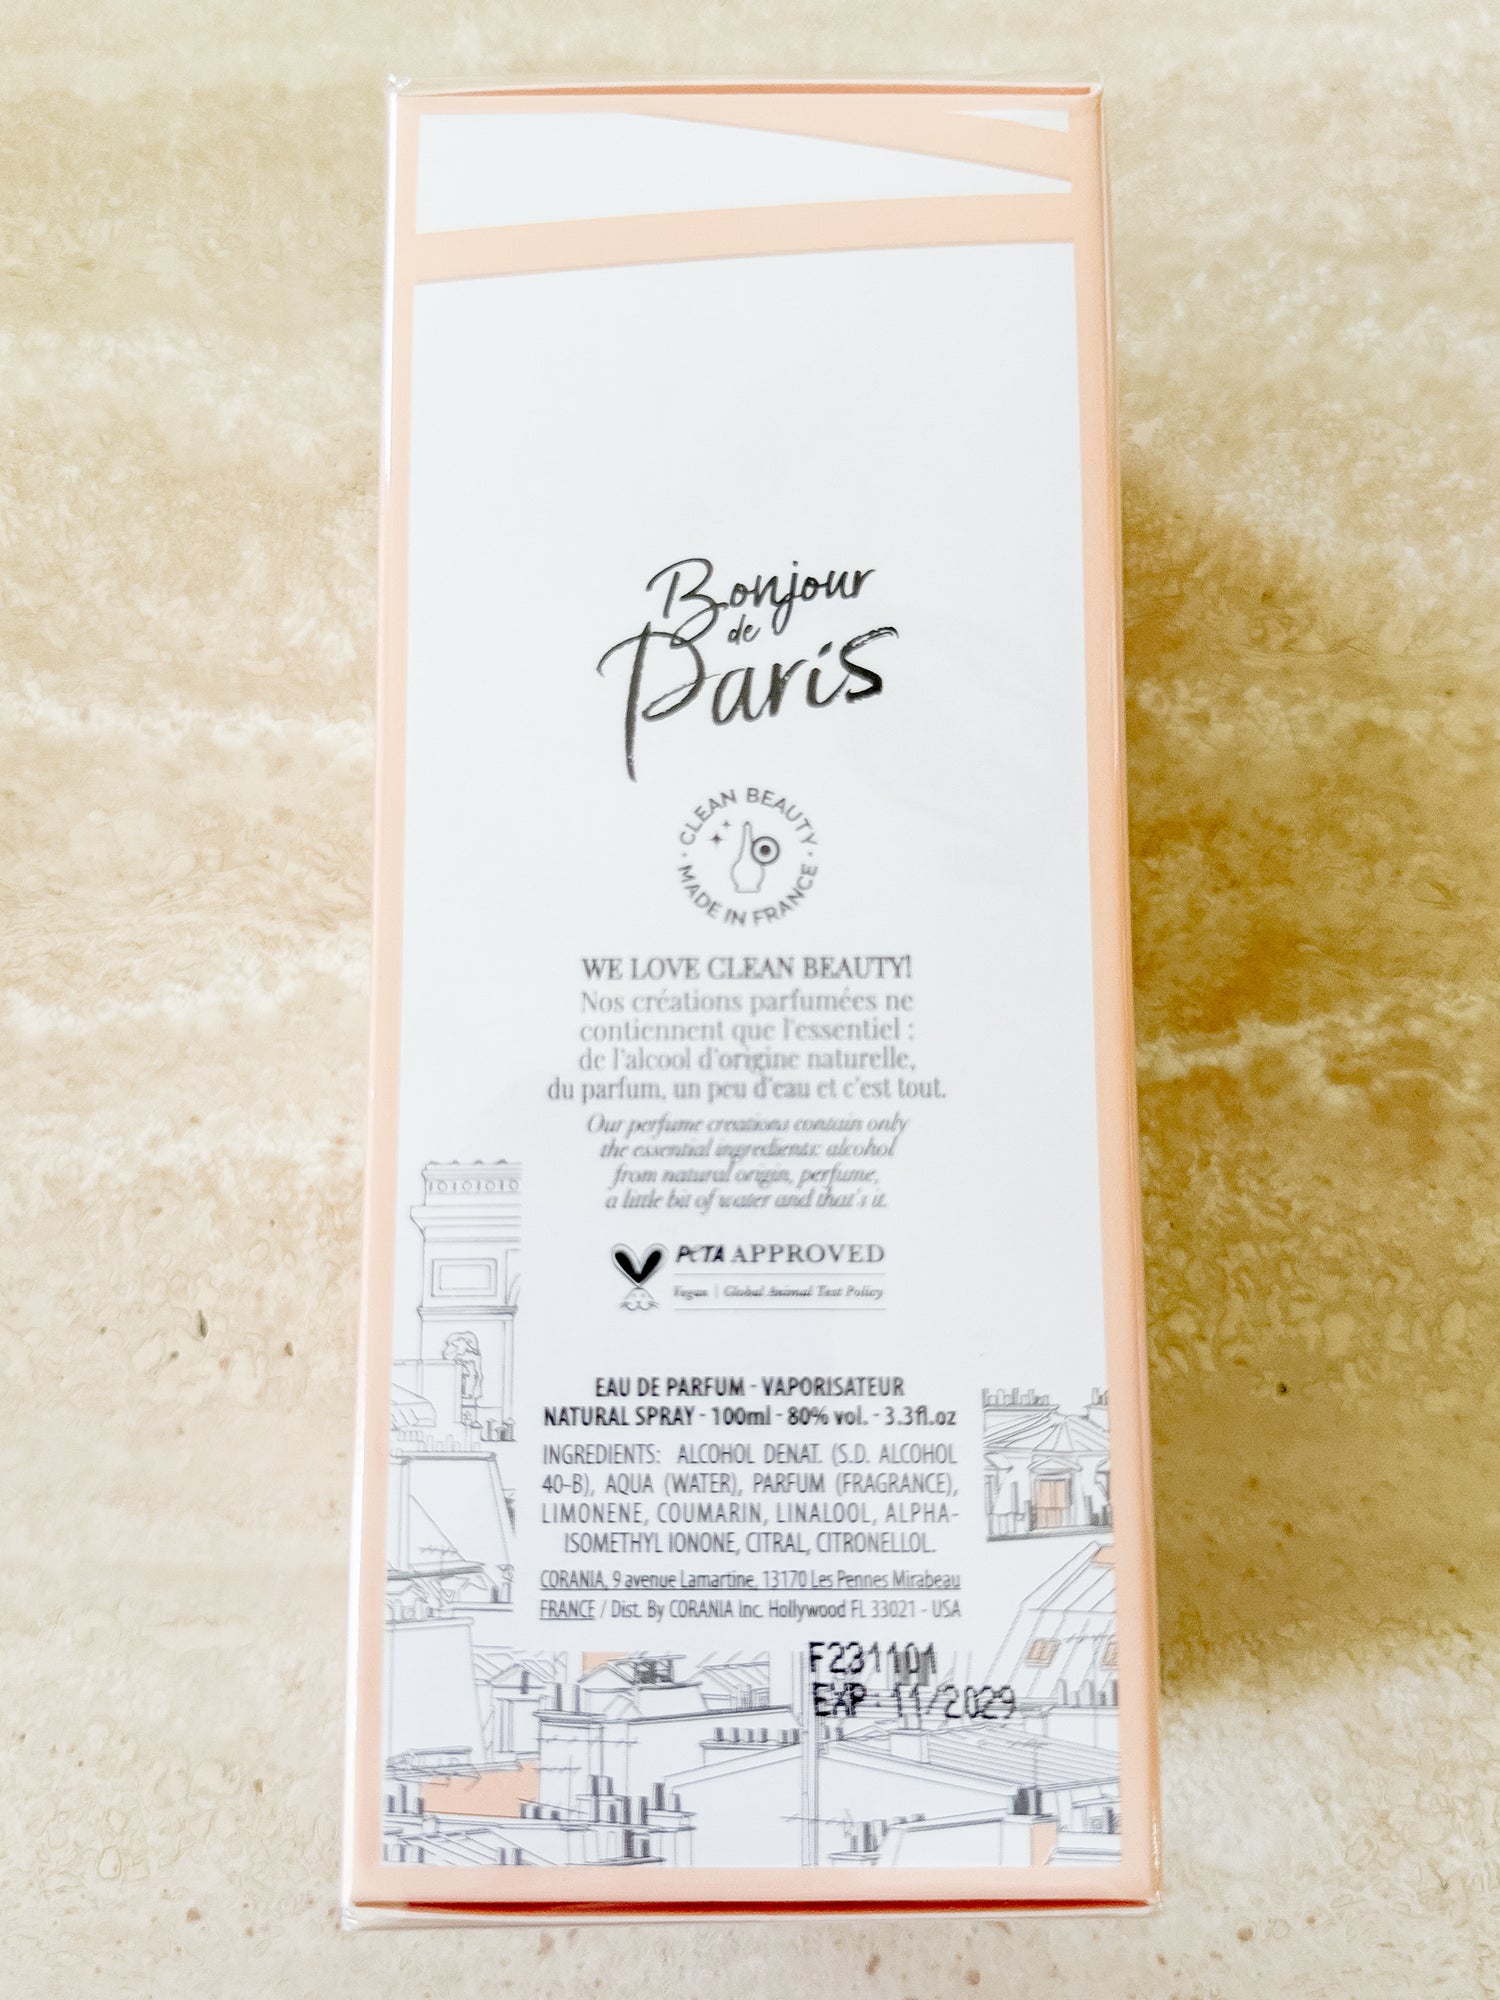 Bonjour
de
Paris
CLEAN BEAUTY
· MADE IN FRANCE ·
WE LOVE CLEAN BEAUTY!
Nos créations parfumées ne
contiennent que l'essentiel :
de l'alcool d'origine naturelle,
du parfum, un peu d'eau et c'est tout.
Our perfume creations contain only
the essential ingredients: alcohol
from natural origin, perfume,
a little bit of water and that's it.
PETA APPROVED
Vegan | Global Animal Test Policy
EAU DE PARFUM - VAPORISATEUR
NATURAL SPRAY - 100ml - 80% vol. - 3.3fl.oz
INGREDIENTS: ALCOHOL DENAT. (S.D. ALCOHOL
40-B), AQUA (WATER), PARFUM (FRAGRANCE),
LIMONENE, COUMARIN, LINALOOL, ALPHA-
ISOMETHYL IONONE, CITRAL, CITRONELLOL.
CORANIA, 9 avenue Lamartine, 13170 Les Pennes Mirabeau
FRANCE / Dist. By CORANIA Inc. Hollywood FL 33021 - USA
F231101
EXP: 11/2029